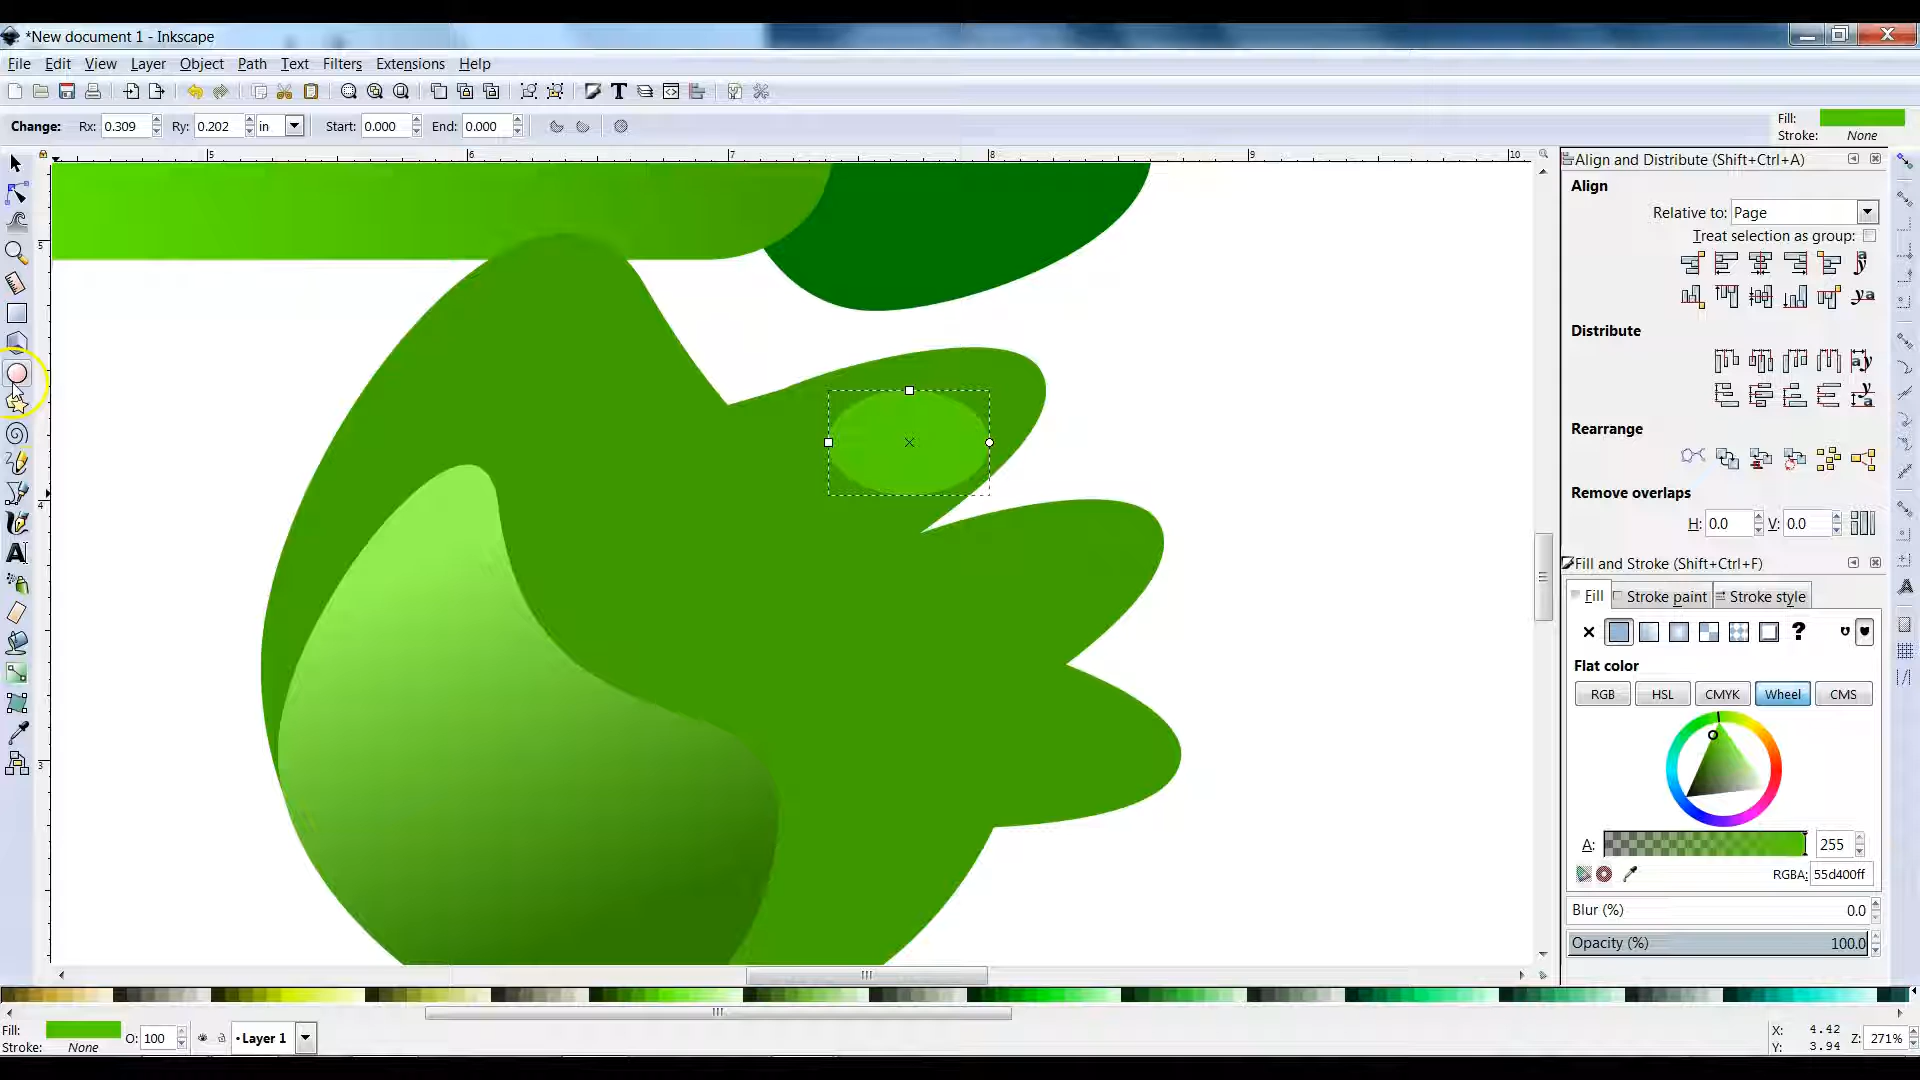 *New document 1 - Inkscape
File Edit View Layer Object Path Text Filters Extensions Help
Change: Rx: 0.309 Ry: 0.202 in Start: 0.000 End: 0.000
Fill:
Stroke: None
5 6 7 8 9 10
5
4
3
Align and Distribute (Shift+Ctrl+A)
Align
Relative to: Page
Treat selection as group:
Distribute
Rearrange
Remove overlaps
H: 0.0 V: 0.0
Fill and Stroke (Shift+Ctrl+F)
Fill Stroke paint Stroke style
Flat color
RGB HSL CMYK Wheel CMS
A: 255
RGBA: 55d400ff
Blur (%) 0.0
Opacity (%) 100.0
Fill:
Stroke: None
O: 100
•Layer 1
X: 4.42
Y: 3.94
Z: 271%